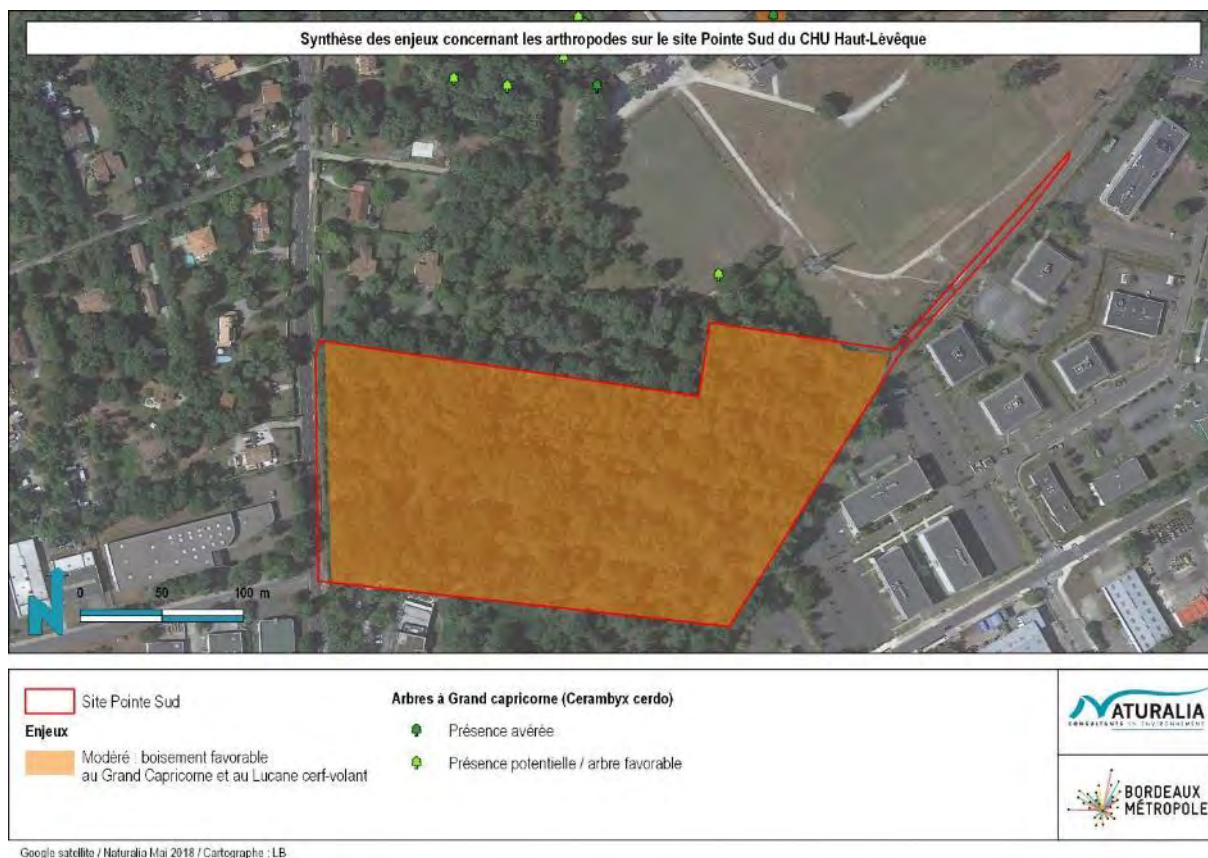 Synthèse des enjeux concernant les arthropodes sur le site Pointe Sud du CHU Haut-Lévêque
N
0 50 100 m
Site Pointe Sud
Enjeux
Modéré : boisement favorable
au Grand Capricorne et au Lucane cerf-volant
Arbres à Grand capricorne (Cerambyx cerdo)
Présence avérée
Présence potentielle / arbre favorable
NATURALIA
CONSULTANTS EN ENVIRONNEMENT
BORDEAUX
MÉTROPOLE
Google satellite / Naturalia Mai 2018 / Cartographe : LB